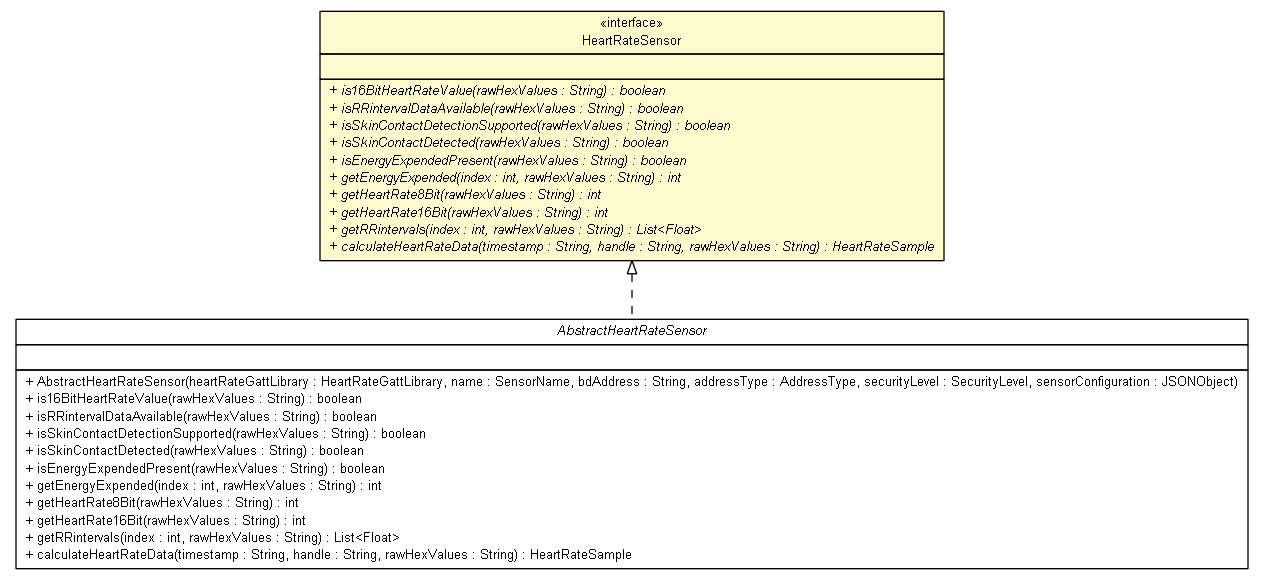 «interface»
HeartRateSensor
+ is16BitHeartRateValue(rawHexValues : String) : boolean
+ isRRintervalDataAvailable(rawHexValues : String) : boolean
+ isSkinContactDetectionSupported(rawHexValues : String) : boolean
+ isSkinContactDetected(rawHexValues : String) : boolean
+ isEnergyExpendedPresent(rawHexValues : String) : boolean
+ getEnergyExpended(index : int, rawHexValues : String) : int
+ getHeartRate8Bit(rawHexValues : String) : int
+ getHeartRate16Bit(rawHexValues : String) : int
+ getRRintervals(index : int, rawHexValues : String) : List<Float>
+ calculateHeartRateData(timestamp : String, handle : String, rawHexValues : String) : HeartRateSample
AbstractHeartRateSensor
+ AbstractHeartRateSensor(heartRateGattLibrary : HeartRateGattLibrary, name : SensorName, bdAddress : String, addressType : AddressType, securityLevel : SecurityLevel, sensorConfiguration : JSONObject)
+ is16BitHeartRateValue(rawHexValues : String) : boolean
+ isRRintervalDataAvailable(rawHexValues : String) : boolean
+ isSkinContactDetectionSupported(rawHexValues : String) : boolean
+ isSkinContactDetected(rawHexValues : String) : boolean
+ isEnergyExpendedPresent(rawHexValues : String) : boolean
+ getEnergyExpended(index : int, rawHexValues : String) : int
+ getHeartRate8Bit(rawHexValues : String) : int
+ getHeartRate16Bit(rawHexValues : String) : int
+ getRRintervals(index : int, rawHexValues : String) : List<Float>
+ calculateHeartRateData(timestamp : String, handle : String, rawHexValues : String) : HeartRateSample